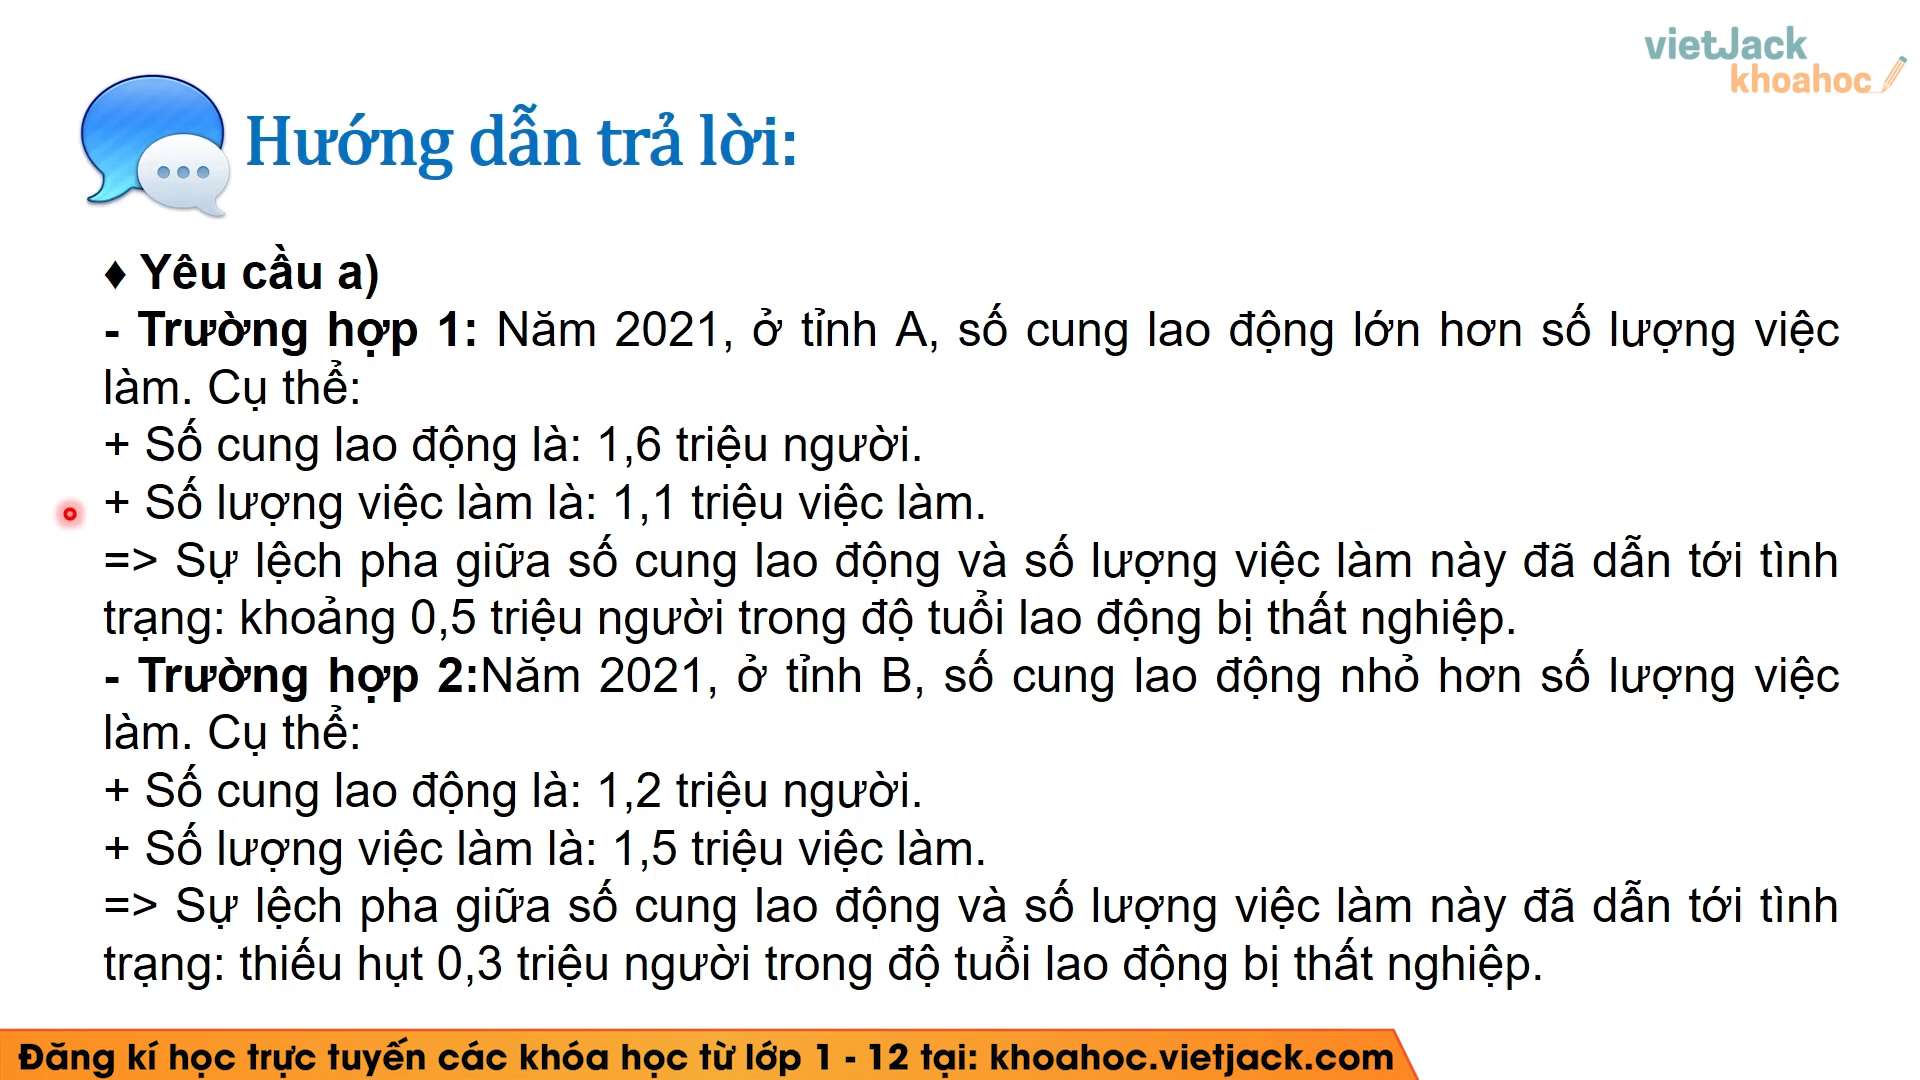 vietJack
khoahoc
Hướng dẫn trả lời:
♦ Yêu cầu a)
- Trường hợp 1: Năm 2021, ở tỉnh A, số cung lao động lớn hơn số lượng việc
làm. Cụ thể:
+ Số cung lao động là: 1,6 triệu người.
+ Số lượng việc làm là: 1,1 triệu việc làm.
=> Sự lệch pha giữa số cung lao động và số lượng việc làm này đã dẫn tới tình
trạng: khoảng 0,5 triệu người trong độ tuổi lao động bị thất nghiệp.
- Trường hợp 2:Năm 2021, ở tỉnh B, số cung lao động nhỏ hơn số lượng việc
làm. Cụ thể:
+ Số cung lao động là: 1,2 triệu người.
+ Số lượng việc làm là: 1,5 triệu việc làm.
=> Sự lệch pha giữa số cung lao động và số lượng việc làm này đã dẫn tới tình
trạng: thiếu hụt 0,3 triệu người trong độ tuổi lao động bị thất nghiệp.
Đăng kí học trực tuyến các khóa học từ lớp 1 - 12 tại: khoahoc.vietjack.com